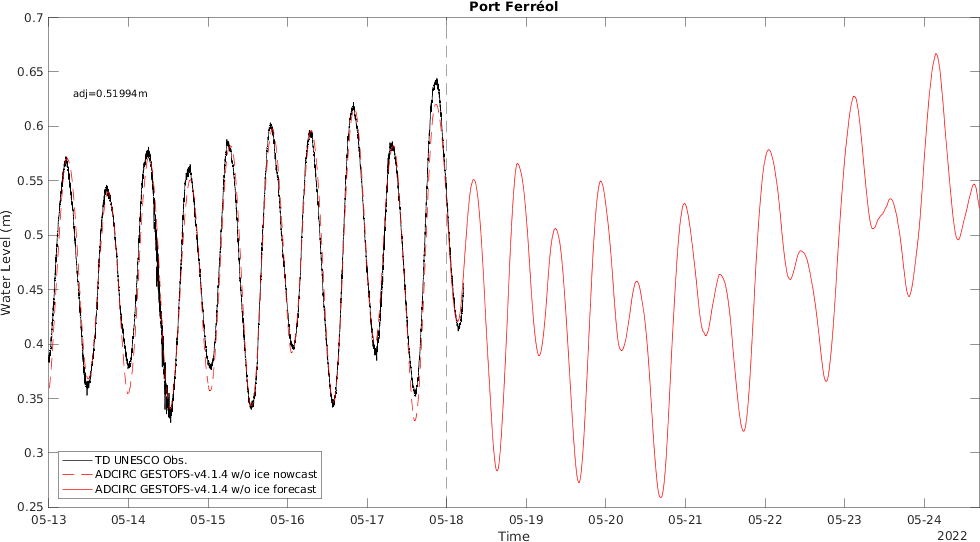 Port Ferréol
0.7
0.65
0.6
0.55
0.5
0.45
0.4
0.35
0.3
0.25
Water Level (m)
adj=0.51994m
TD UNESCO Obs.
ADCIRC GESTOFS-v4.1.4 w/o ice nowcast
ADCIRC GESTOFS-v4.1.4 w/o ice forecast
05-13 05-14 05-15 05-16 05-17 05-18 05-19 05-20 05-21 05-22 05-23 05-24
Time
2022